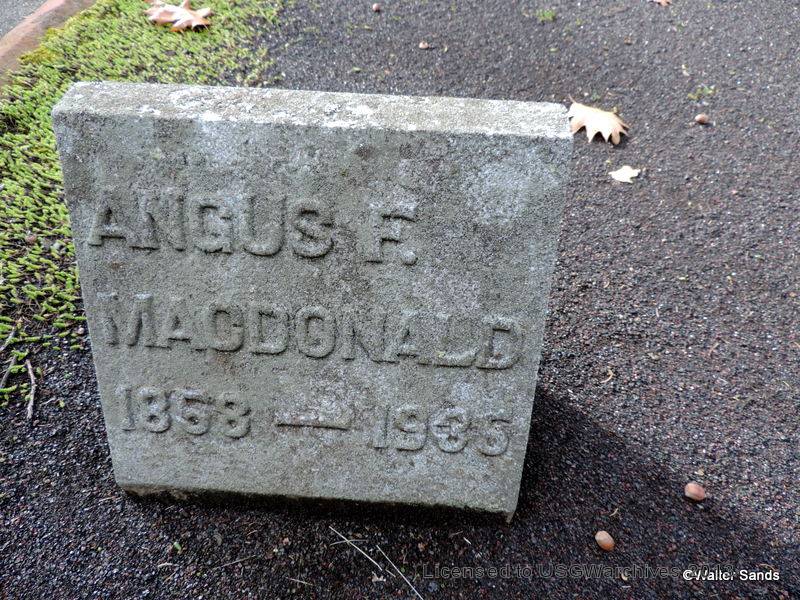 ANGUS F.
MACDONALD
1858 — 1935
Licensed to USGWarchives
©Walter Sands